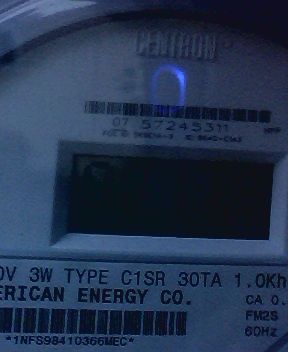 CENTRON
07 57245311
0V 3W TYPE C1SR 30TA 1.0Kh
ERICAN ENERGY CO.
CA 0.
FM2S
60Hz
*1NFS98410366MEC*